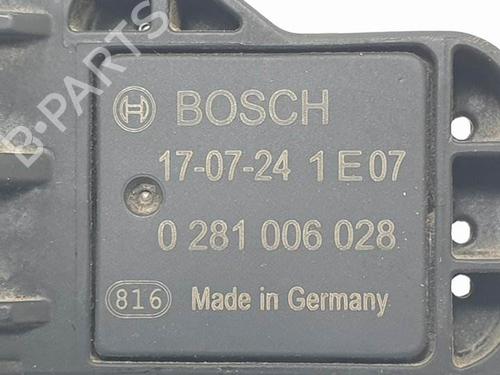 B-PARTS
BOSCH
17-07-24 1 E 07
0 281 006 028
816 Made in Germany